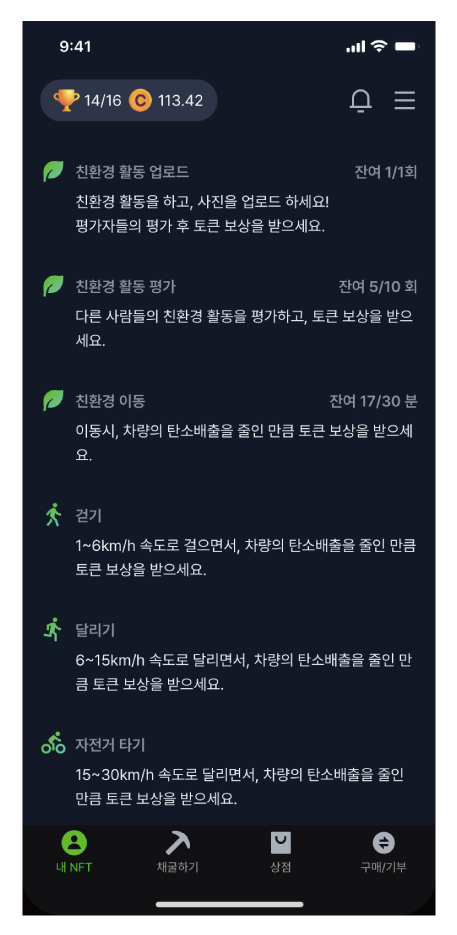 9:41
14/16 C 113.42
친환경 활동 업로드 잔여 1/1회
친환경 활동을 하고, 사진을 업로드 하세요!
평가자들의 평가 후 토큰 보상을 받으세요.
친환경 활동 평가 잔여 5/10 회
다른 사람들의 친환경 활동을 평가하고, 토큰 보상을 받으
세요.
친환경 이동 잔여 17/30 분
이동시, 차량의 탄소배출을 줄인 만큼 토큰 보상을 받으세
요.
걷기
1~6km/h 속도로 걸으면서, 차량의 탄소배출을 줄인 만큼
토큰 보상을 받으세요.
달리기
6~15km/h 속도로 달리면서, 차량의 탄소배출을 줄인 만
큼 토큰 보상을 받으세요.
자전거 타기
15~30km/h 속도로 달리면서, 차량의 탄소배출을 줄인
만큼 토큰 보상을 받으세요.
내 NFT 채굴하기 상점 구매/기부